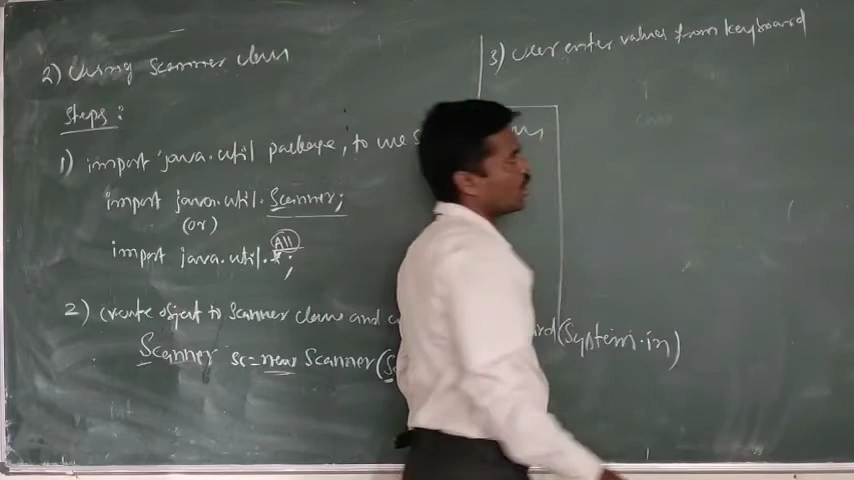 2) Using Scanner class
Steps:
1) import java.util package, to use
import java.util.Scanner;
(or)
import java.util.*;
All
2) create object to Scanner class and
Scanner sc=new Scanner(
(System.in)
3) user enter values from keyboard